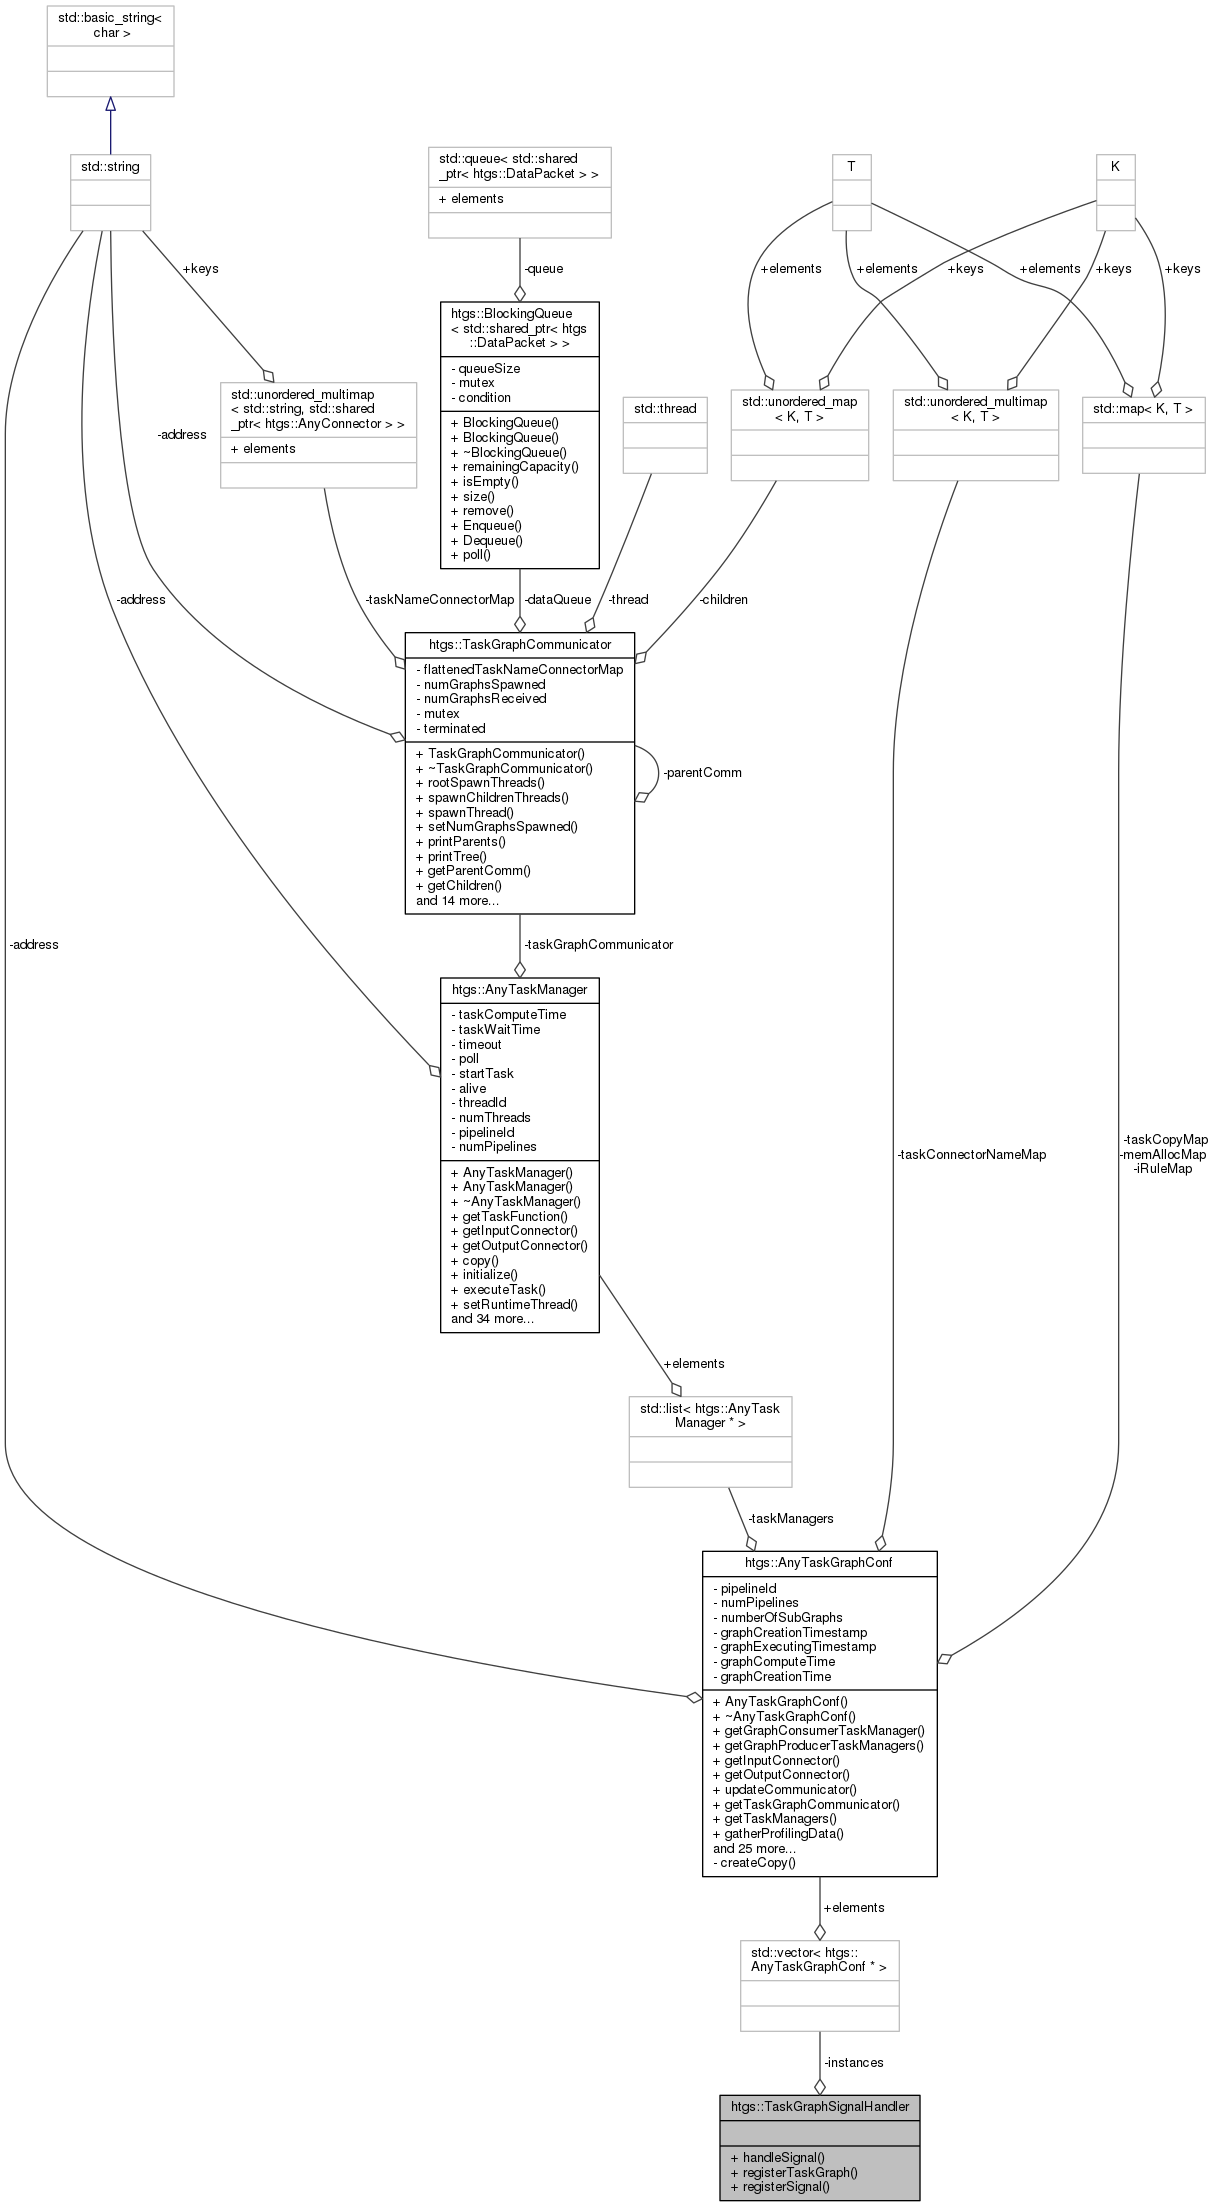 std::basic_string<
char >
std::string
std::queue< std::shared
_ptr< htgs::DataPacket > >
+ elements
T
K
+keys
-queue
+elements
+elements
+keys
+elements
+keys
+keys
htgs::BlockingQueue
< std::shared_ptr< htgs
::DataPacket > >
- queueSize
- mutex
- condition
+ BlockingQueue()
+ BlockingQueue()
+ ~BlockingQueue()
+ remainingCapacity()
+ isEmpty()
+ size()
+ remove()
+ Enqueue()
+ Dequeue()
+ poll()
std::unordered_multimap
< std::string, std::shared
_ptr< htgs::AnyConnector > >
+ elements
std::thread
std::unordered_map
< K, T >
std::unordered_multimap
< K, T >
std::map< K, T >
-address
-address
-taskNameConnectorMap
-dataQueue
-thread
-children
htgs::TaskGraphCommunicator
- flattenedTaskNameConnectorMap
- numGraphsSpawned
- numGraphsReceived
- mutex
- terminated
+ TaskGraphCommunicator()
+ ~TaskGraphCommunicator()
+ rootSpawnThreads()
+ spawnChildrenThreads()
+ spawnThread()
+ setNumGraphsSpawned()
+ printParents()
+ printTree()
+ getParentComm()
+ getChildren()
and 14 more...
-parentComm
-address
-taskGraphCommunicator
htgs::AnyTaskManager
- taskComputeTime
- taskWaitTime
- timeout
- poll
- startTask
- alive
- threadId
- numThreads
- pipelineId
- numPipelines
+ AnyTaskManager()
+ AnyTaskManager()
+ ~AnyTaskManager()
+ getTaskFunction()
+ getInputConnector()
+ getOutputConnector()
+ copy()
+ initialize()
+ executeTask()
+ setRuntimeThread()
and 34 more...
-taskConnectorNameMap
-taskCopyMap
-memAllocMap
-iRuleMap
+elements
std::list< htgs::AnyTask
Manager * >
-taskManagers
htgs::AnyTaskGraphConf
- pipelineId
- numPipelines
- numberOfSubGraphs
- graphCreationTimestamp
- graphExecutingTimestamp
- graphComputeTime
- graphCreationTime
+ AnyTaskGraphConf()
+ ~AnyTaskGraphConf()
+ getGraphConsumerTaskManager()
+ getGraphProducerTaskManagers()
+ getInputConnector()
+ getOutputConnector()
+ updateCommunicator()
+ getTaskGraphCommunicator()
+ getTaskManagers()
+ gatherProfilingData()
and 25 more...
- createCopy()
+elements
std::vector< htgs::
AnyTaskGraphConf * >
-instances
htgs::TaskGraphSignalHandler
+ handleSignal()
+ registerTaskGraph()
+ registerSignal()